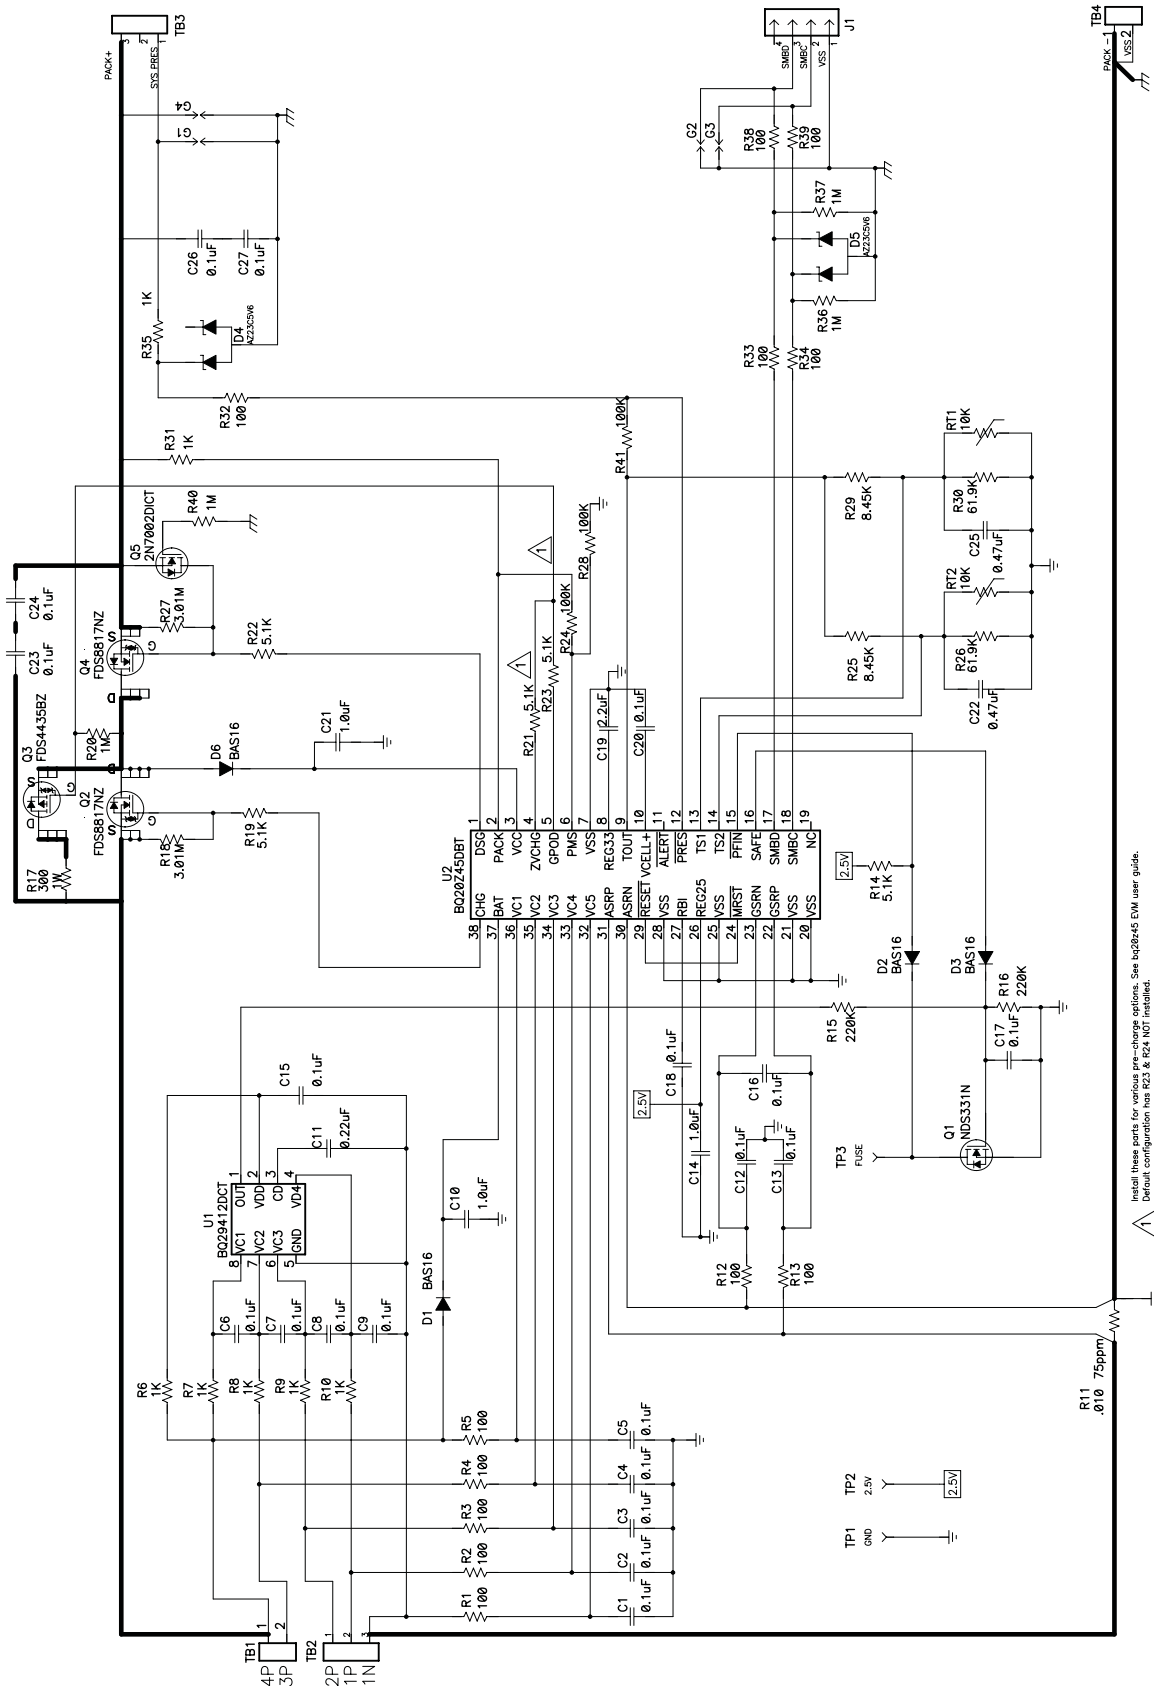 TB3
3
2
1
PACK+
SYS PRES
G4
G1
C26
0.1uF
C27
0.1uF
D4
AZ23C5V6
R35
1K
R32
100
R31
1K
R40
1M
Q5
2N7002DICT
R27
3.01M
R22
5.1K
C24
0.1uF
C23
0.1uF
Q4
FDS8817NZ
S
G
D
Q3
FDS4435BZ
S
G
D
R20
1M
D6
BAS16
C21
1.0uF
Q2
FDS8817NZ
D
S
G
R18
3.01M
R19
5.1K
R17
300
1W
J1
4
3
2
1
SMBD
SMBC
VSS
G2
G3
R38
100
R39
100
R37
1M
D5
AZ23C5V6
R36
1M
R33
100
R34
100
TB4
1
2
PACK -
VSS
R41
100K
R29
8.45K
R25
8.45K
RT1
10K
R30
61.9K
C25
0.47uF
RT2
10K
R26
61.9K
C22
0.47uF
1
R28
100K
R24
100K
1
R23
5.1K
R21
5.1K
C19
2.2uF
C20
0.1uF
U2
BQ20Z45DBT
1 DSG
2 PACK
3 VCC
4 ZVCHG
5 GPOD
6 PMS
7 VSS
8 REG33
9 TOUT
10 VCELL+
11 ALERT
12 PRES
13 TS1
14 TS2
15 PFIN
16 SAFE
17 SMBD
18 SMBC
19 NC
38 CHG
37 BAT
36 VC1
35 VC2
34 VC3
33 VC4
32 VC5
31 ASRP
30 ASRN
29 RESET
28 VSS
27 RBI
26 REG25
25 VSS
24 MRST
23 GSRN
22 GSRP
21 VSS
20 VSS
2.5V
R14
5.1K
D2
BAS16
D3
BAS16
R16
220K
R15
220K
C17
0.1uF
Q1
NDS331N
TP3
FUSE
C18
0.1uF
2.5V
C14
1.0uF
C16
0.1uF
C12
0.1uF
C13
0.1uF
R12
100
R13
100
C15
0.1uF
C11
0.22uF
U1
BQ29412DCT
1 OUT
2 VDD
3 CD
4 VD4
8 VC1
7 VC2
6 VC3
5 GND
C10
1.0uF
D1
BAS16
C6
0.1uF
C7
0.1uF
C8
0.1uF
C9
0.1uF
R6
1K
R7
1K
R8
1K
R9
1K
R10
1K
R5
100
R4
100
R3
100
R2
100
R1
100
C5
0.1uF
C4
0.1uF
C3
0.1uF
C2
0.1uF
C1
0.1uF
R11
.010 75ppm
TP2
2.5V
2.5V
TP1
GND
TB1
1
2
4P
3P
TB2
1
2
3
2P
1P
1N
1
Install these parts for various pre-charge options. See bq20z45 EVM user guide.
Default configuration has R23 & R24 NOT installed.